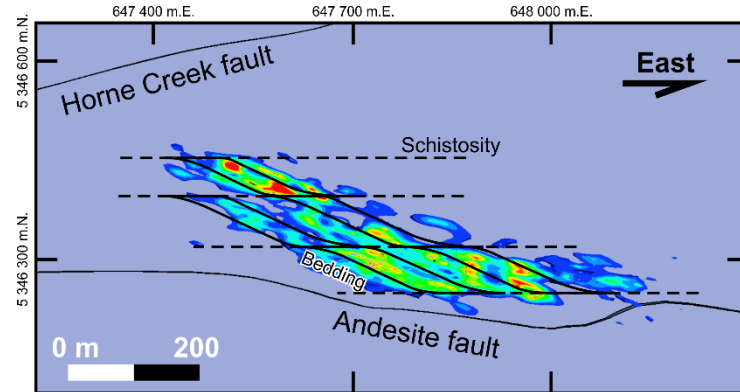 647 400 m.E.
647 700 m.E.
648 000 m.E.
5 346 600 m.N.
Horne Creek fault
East
Schistosity
5 346 300 m.N.
Bedding
Andesite fault
0 m
200